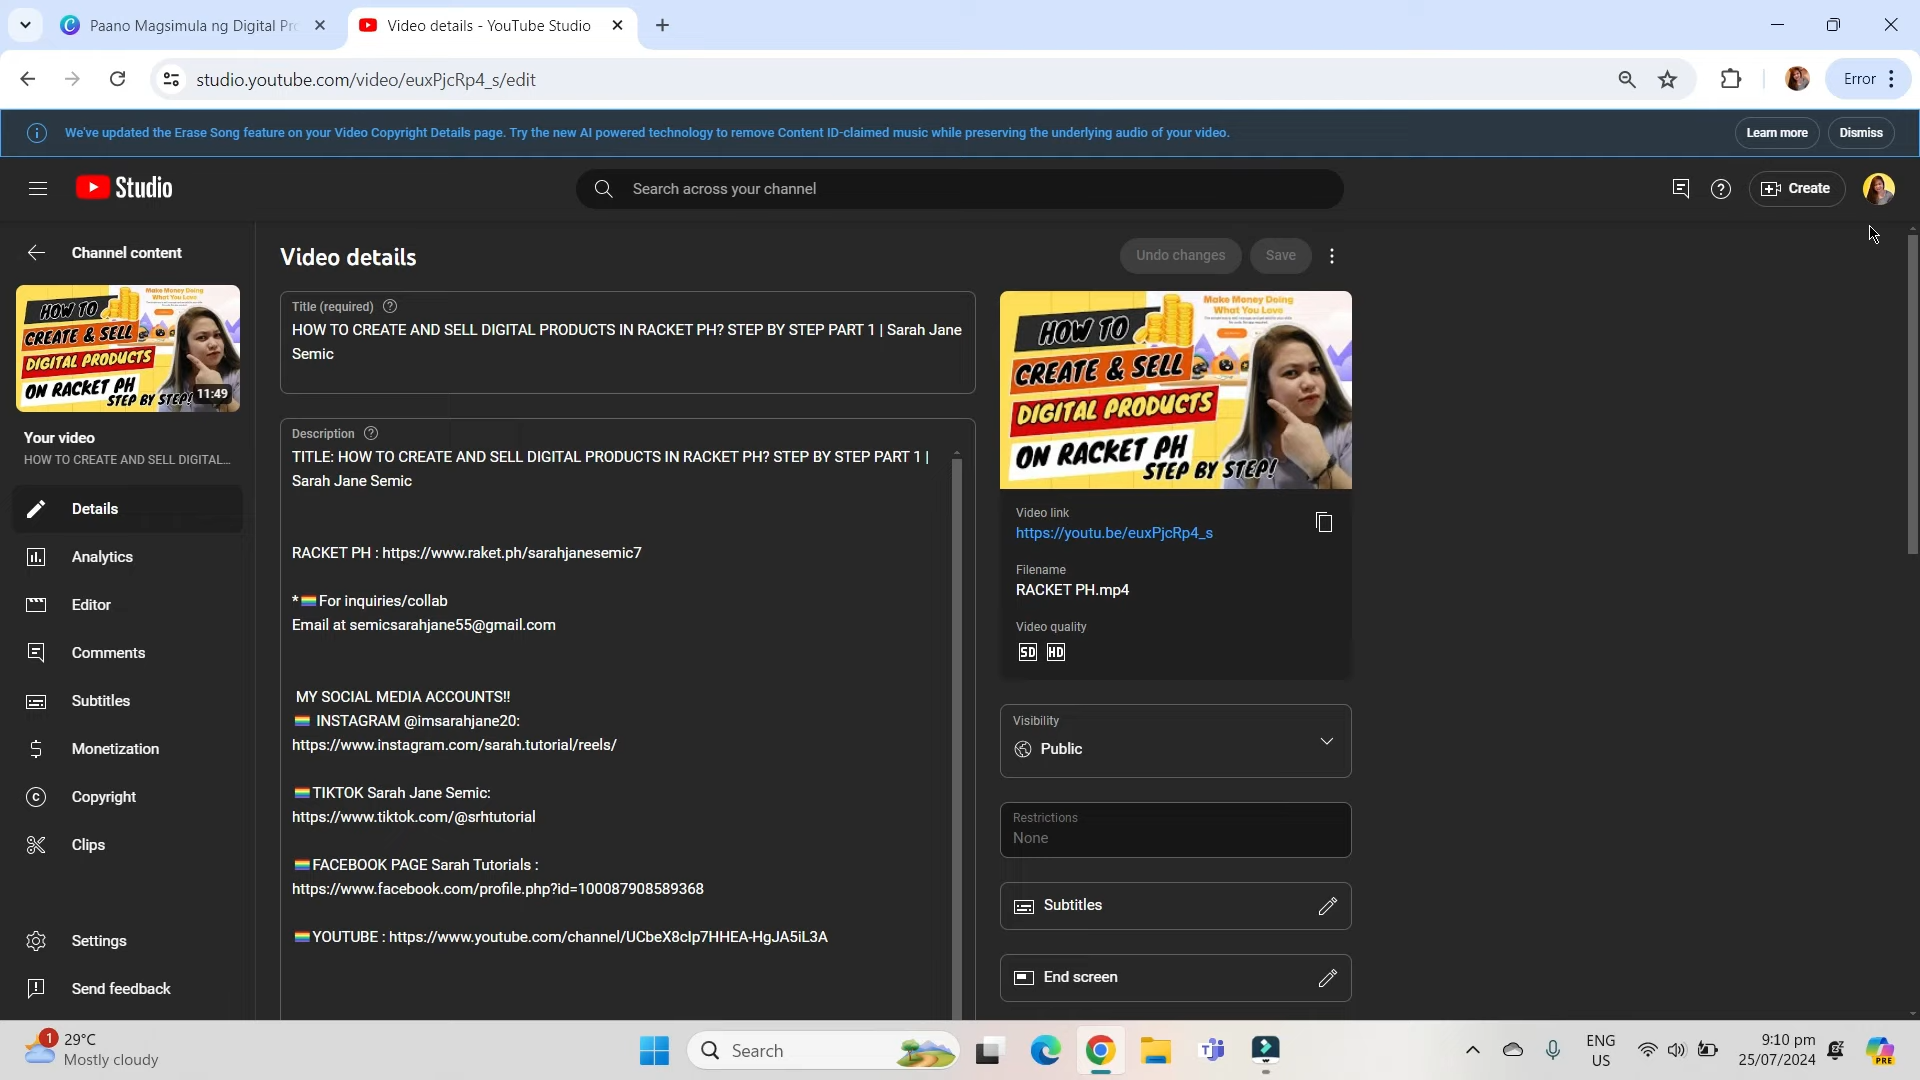 Paano Magsimula ng Digital Pr
Video details - YouTube Studio
studio.youtube.com/video/euxPjcRp4_s/edit
Error
We've updated the Erase Song feature on your Video Copyright Details page. Try the new AI powered technology to remove Content ID-claimed music while preserving the underlying audio of your video.
Learn more
Dismiss
Studio
Search across your channel
Create
Channel content
Make Money Doing
What You Love
HOW TO
CREATE & SELL
DIGITAL PRODUCTS
ON RACKET PH
STEP BY STEP!
11:49
Your video
HOW TO CREATE AND SELL DIGITAL...
Details
Analytics
Editor
Comments
Subtitles
Monetization
Copyright
Clips
Settings
Send feedback
Video details
Undo changes
Save
Title (required)
HOW TO CREATE AND SELL DIGITAL PRODUCTS IN RACKET PH? STEP BY STEP PART 1 | Sarah Jane
Semic
Description
TITLE: HOW TO CREATE AND SELL DIGITAL PRODUCTS IN RACKET PH? STEP BY STEP PART 1 |
Sarah Jane Semic
RACKET PH : https://www.raket.ph/sarahjanesemic7
*For inquiries/collab
Email at semicsarahjane55@gmail.com
MY SOCIAL MEDIA ACCOUNTS!!
INSTAGRAM @imsarahjane20:
https://www.instagram.com/sarah.tutorial/reels/
TIKTOK Sarah Jane Semic:
https://www.tiktok.com/@srhtutorial
FACEBOOK PAGE Sarah Tutorials :
https://www.facebook.com/profile.php?id=100087908589368
YOUTUBE : https://www.youtube.com/channel/UCbeX8clp7HHEA-HgJA5iL3A
Make Money Doing
What You Love
HOW TO
CREATE & SELL
DIGITAL PRODUCTS
ON RACKET PH
STEP BY STEP!
Video link
https://youtu.be/euxPjcRp4_s
Filename
RACKET PH.mp4
Video quality
SD HD
Visibility
Public
Restrictions
None
Subtitles
End screen
1
29°C
Mostly cloudy
Search
ENG
US
9:10 pm
25/07/2024
PRE